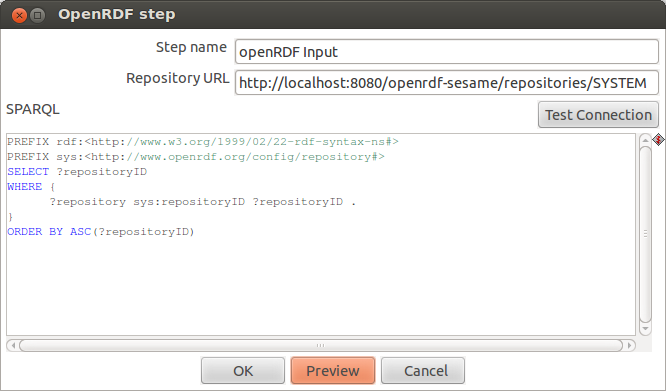 OpenRDF step
Step name openRDF Input
Repository URL http://localhost:8080/openrdf-sesame/repositories/SYSTEM
SPARQL Test Connection
PREFIX rdf:<http://www.w3.org/1999/02/22-rdf-syntax-ns#>
PREFIX sys:<http://www.openrdf.org/config/repository#>
SELECT ?repositoryID
WHERE {
?repository sys:repositoryID ?repositoryID .
}
ORDER BY ASC(?repositoryID)
OK Preview Cancel